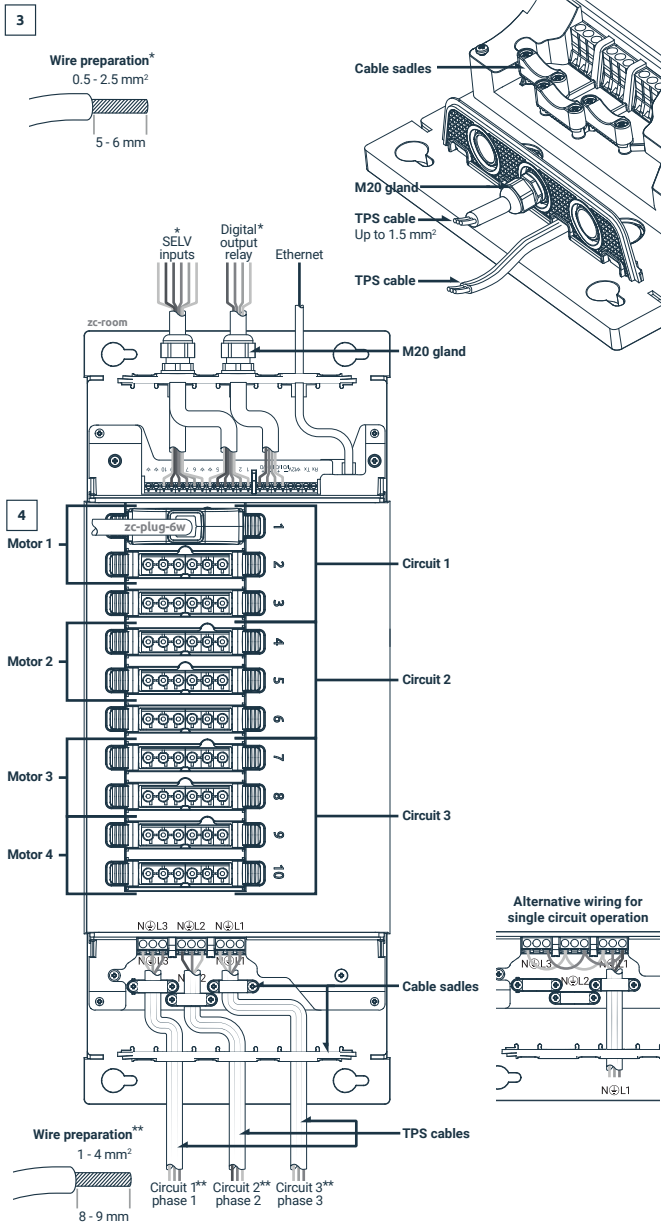 3
Wire preparation*
0.5 - 2.5 mm²
5 - 6 mm
Cable sadles
M20 gland
TPS cable
Up to 1.5 mm²
TPS cable
*
SELV
inputs
Digital*
output
relay
Ethernet
zc-room
M20 gland
4
Motor 1
zc-plug-6w
1
2
3
4
5
6
7
8
9
10
Circuit 1
Motor 2
Circuit 2
Motor 3
Circuit 3
Motor 4
N⏚L3 N⏚L2 N⏚L1
N⏚L3
N⏚L1
Cable sadles
Alternative wiring for
single circuit operation
N⏚L3
N⏚L2
N⏚L1
N⏚L1
TPS cables
Wire preparation**
1 - 4 mm²
8 - 9 mm
Circuit 1**
phase 1
Circuit 2**
phase 2
Circuit 3**
phase 3